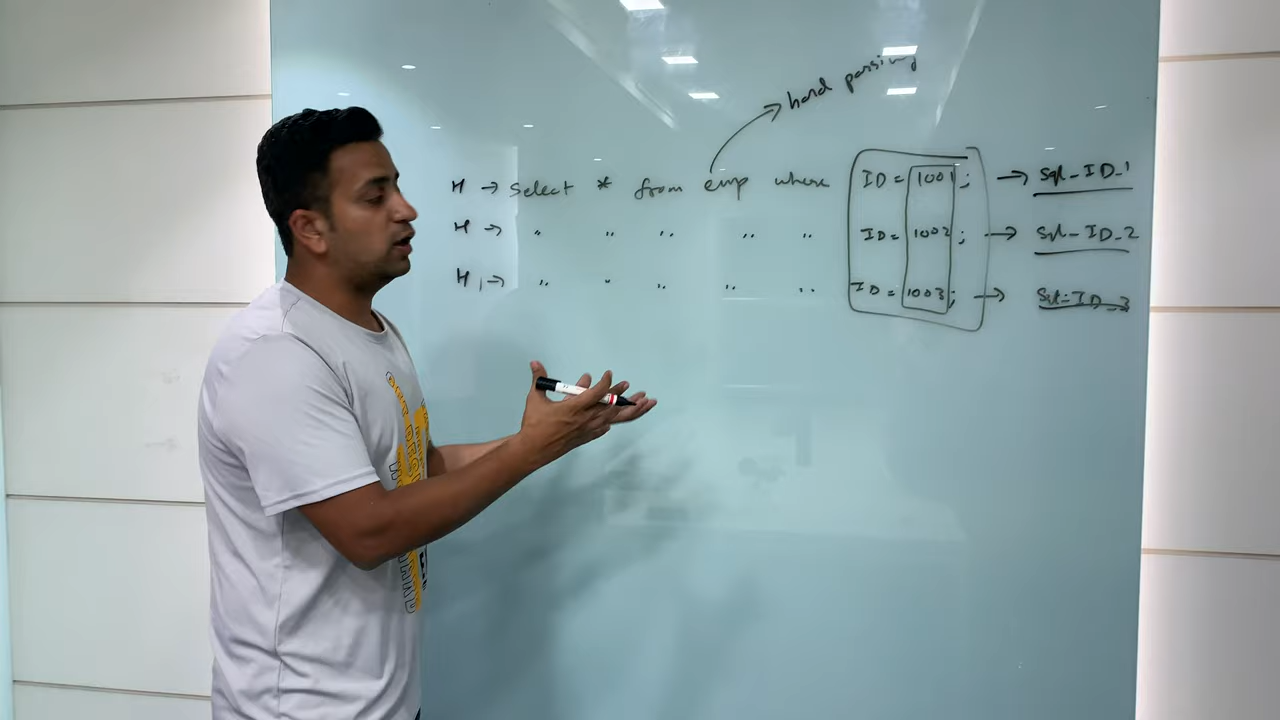 hard parsing
H → Select * from emp where ID = 1001; → Sql-ID-1
H → " " " " " ID = 1002; → Sql-ID-2
H → " " " " " ID = 1003; → Sql-ID-3